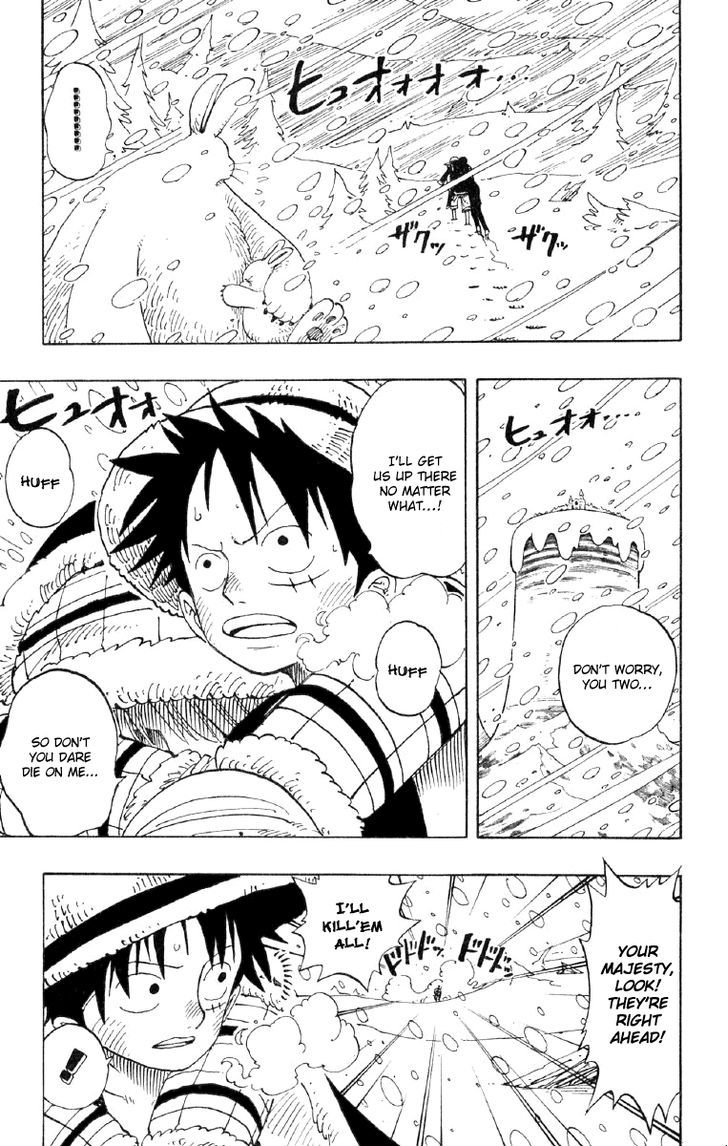 ヒュオオオオ...
.......
ザクッ
ザクッ
ヒュオオ....
DON'T WORRY,
YOU TWO...
I'LL GET
US UP THERE
NO MATTER
WHAT...!
ヒュオオ
HUFF
HUFF
SO DON'T
YOU DARE
DIE ON ME...
YOUR
MAJESTY,
LOOK!
THEY'RE
RIGHT
AHEAD!
ドドドド
ドドドッ
I'LL
KILL'EM
ALL!
!